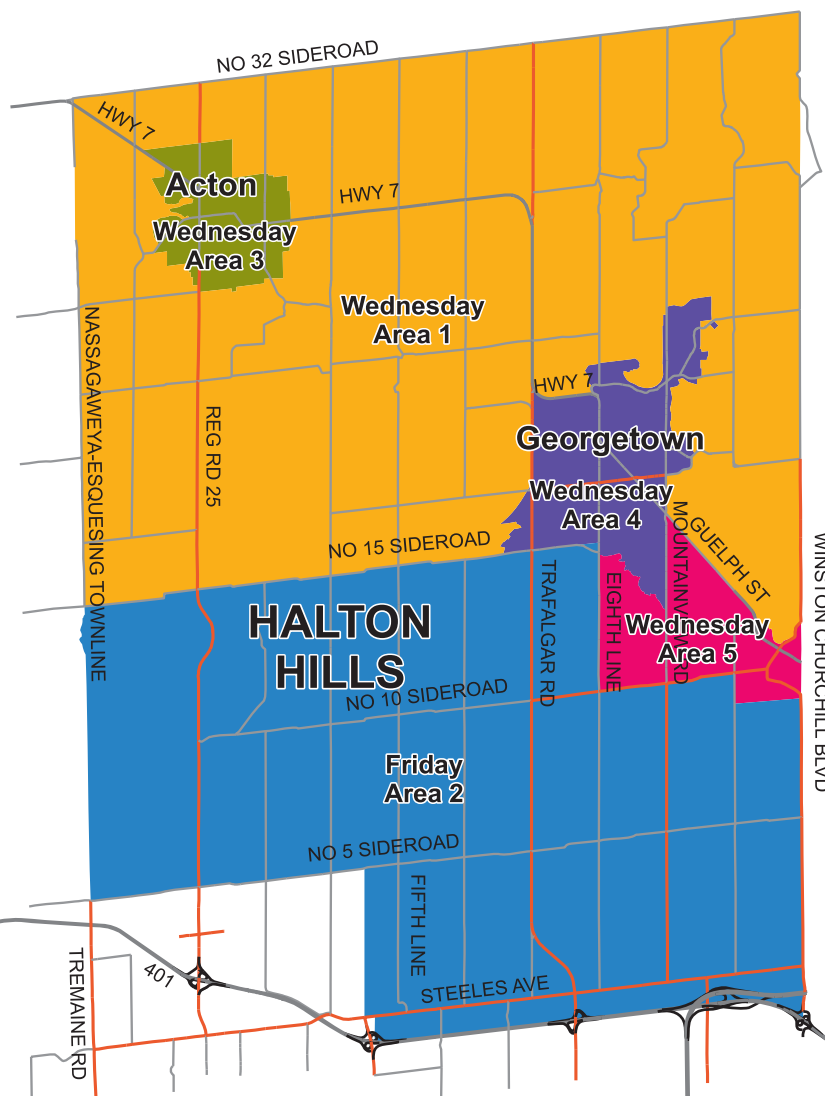 NO 32 SIDEROAD
HWY 7
Acton
HWY 7
Wednesday
Area 3
Wednesday
Area 1
NASSAGAWEYA-ESQUESING TOWNLINE
HWY 7
REG RD 25
Georgetown
Wednesday
Area 4
NO 15 SIDEROAD
GUELPH ST
WINSTON CHURCHILL BLVD
TRAFALGAR RD
EIGHTH LINE
HALTON
HILLS
Wednesday
Area 5
NO 10 SIDEROAD
Friday
Area 2
NO 5 SIDEROAD
FIFTH LINE
TREMAINE RD
401
STEELES AVE